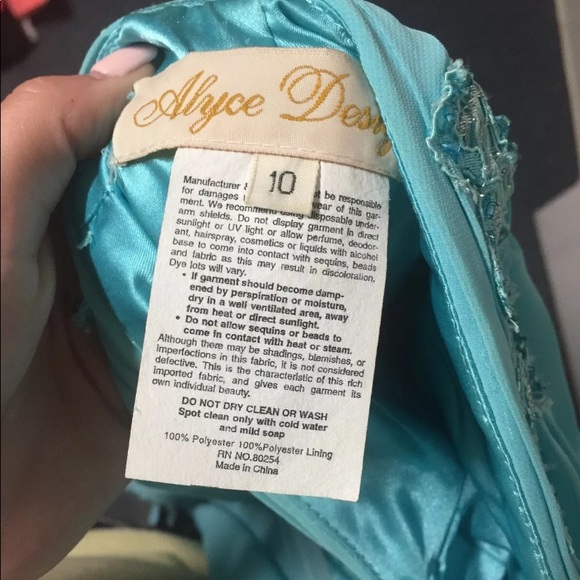 Alyce Desi
10
Manufacturer & be responsible
for damages wear of this gar-
ment. We recommend using disposable under-
arm shields. Do not display garment in direct
sunlight or UV light or allow perfume, deodor-
ant, hairspray, cosmetics or liquids with alcohol
base to come into contact with sequins, beads
and fabric as this may result in discoloration.
Dye lots will vary.
• If garment should become damp-
ened by perspiration or moisture,
dry in a well ventilated area, away
from heat or direct sunlight.
• Do not allow sequins or beads to
come in contact with heat or steam.
Although there may be shadings, blemishes, or
Imperfections in this fabric, it is not considered
defective. This is the characteristic of this rich
imported fabric, and gives each garment its
own individual beauty.
DO NOT DRY CLEAN OR WASH
Spot clean only with cold water
and mild soap
100% Polyester 100%Polyester Lining
RN NO.80254
Made in China